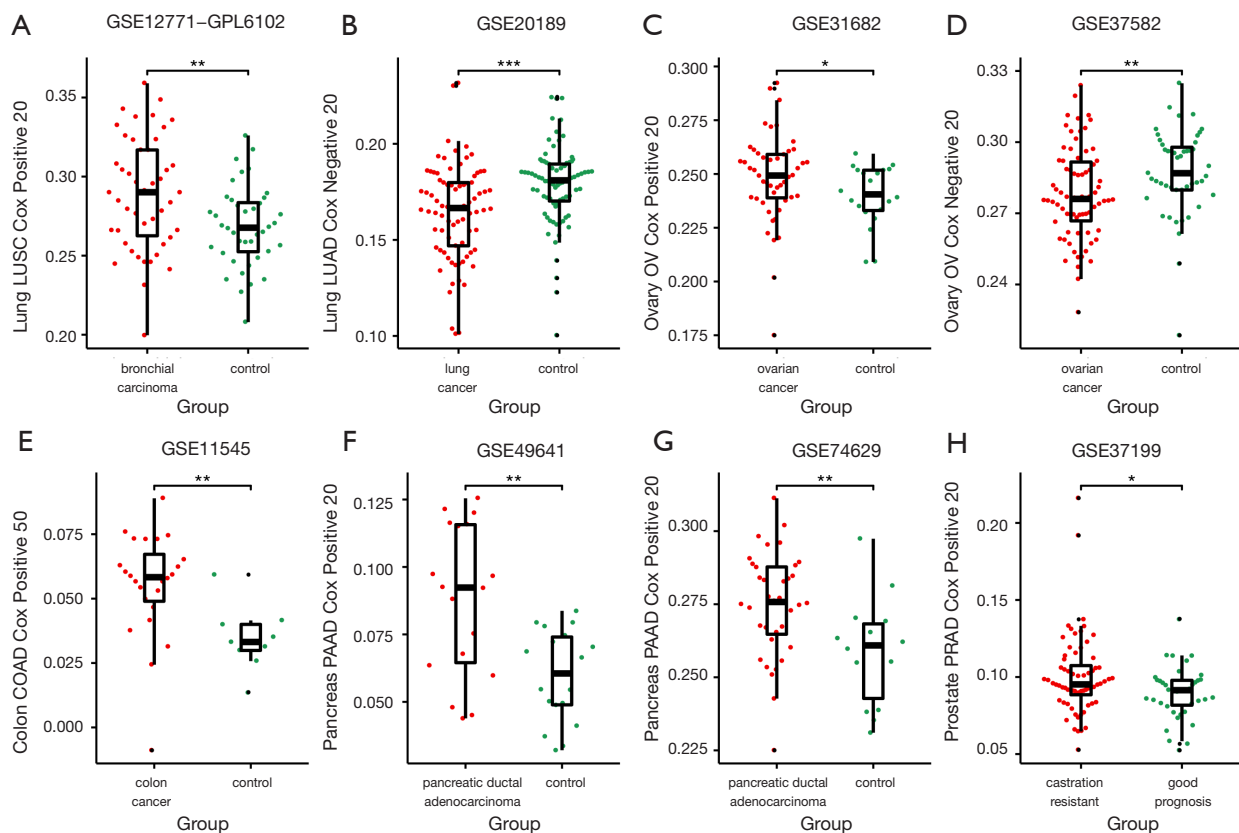 A
GSE12771–GPL6102
**
Lung LUSC Cox Positive 20
0.35
0.30
0.25
0.20
bronchial
carcinoma
control
Group
B
GSE20189
***
Lung LUAD Cox Negative 20
0.20
0.15
0.10
lung
cancer
control
Group
C
GSE31682
*
Ovary OV Cox Positive 20
0.300
0.275
0.250
0.225
0.200
0.175
ovarian
cancer
control
Group
D
GSE37582
**
Ovary OV Cox Negative 20
0.33
0.30
0.27
0.24
ovarian
cancer
control
Group
E
GSE11545
**
Colon COAD Cox Positive 50
0.075
0.050
0.025
0.000
colon
cancer
control
Group
F
GSE49641
**
Pancreas PAAD Cox Positive 20
0.125
0.100
0.075
0.050
pancreatic ductal
adenocarcinoma
control
Group
G
GSE74629
**
Pancreas PAAD Cox Positive 20
0.300
0.275
0.250
0.225
pancreatic ductal
adenocarcinoma
control
Group
H
GSE37199
*
Prostate PRAD Cox Positive 20
0.20
0.15
0.10
0.05
castration
resistant
good
prognosis
Group